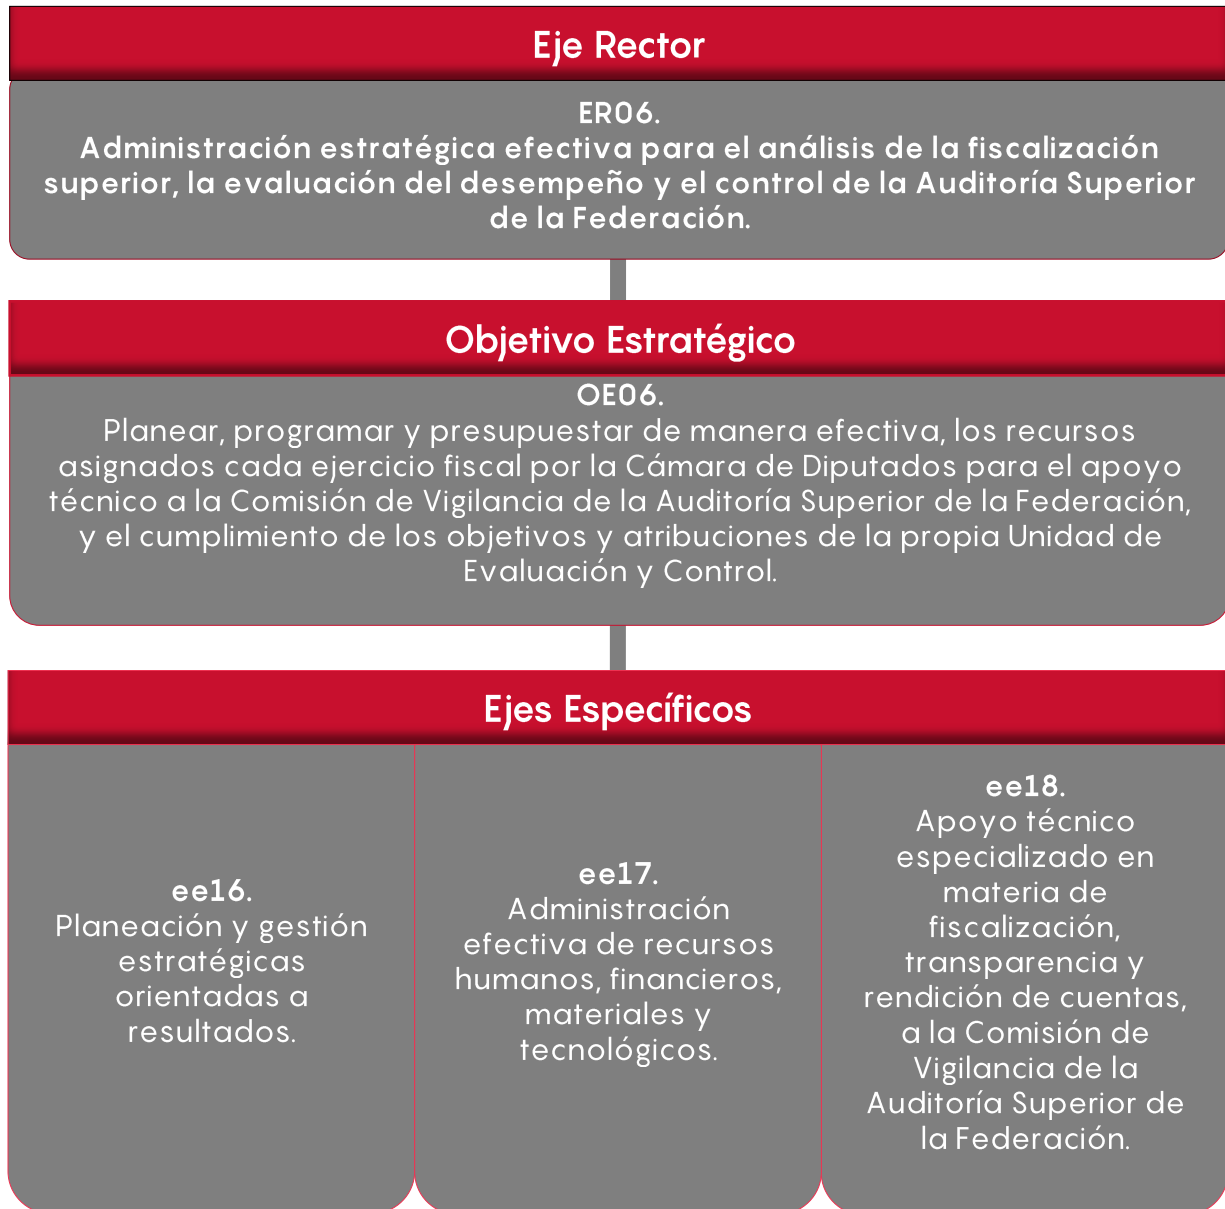 Eje Rector
ER06.
Administración estratégica efectiva para el análisis de la fiscalización
superior, la evaluación del desempeño y el control de la Auditoría Superior
de la Federación.
Objetivo Estratégico
OE06.
Planear, programar y presupuestar de manera efectiva, los recursos
asignados cada ejercicio fiscal por la Cámara de Diputados para el apoyo
técnico a la Comisión de Vigilancia de la Auditoría Superior de la Federación,
y el cumplimiento de los objetivos y atribuciones de la propia Unidad de
Evaluación y Control.
Ejes Específicos
ee16.
Planeación y gestión
estratégicas
orientadas a
resultados.
ee17.
Administración
efectiva de recursos
humanos, financieros,
materiales y
tecnológicos.
ee18.
Apoyo técnico
especializado en
materia de
fiscalización,
transparencia y
rendición de cuentas,
a la Comisión de
Vigilancia de la
Auditoría Superior de
la Federación.